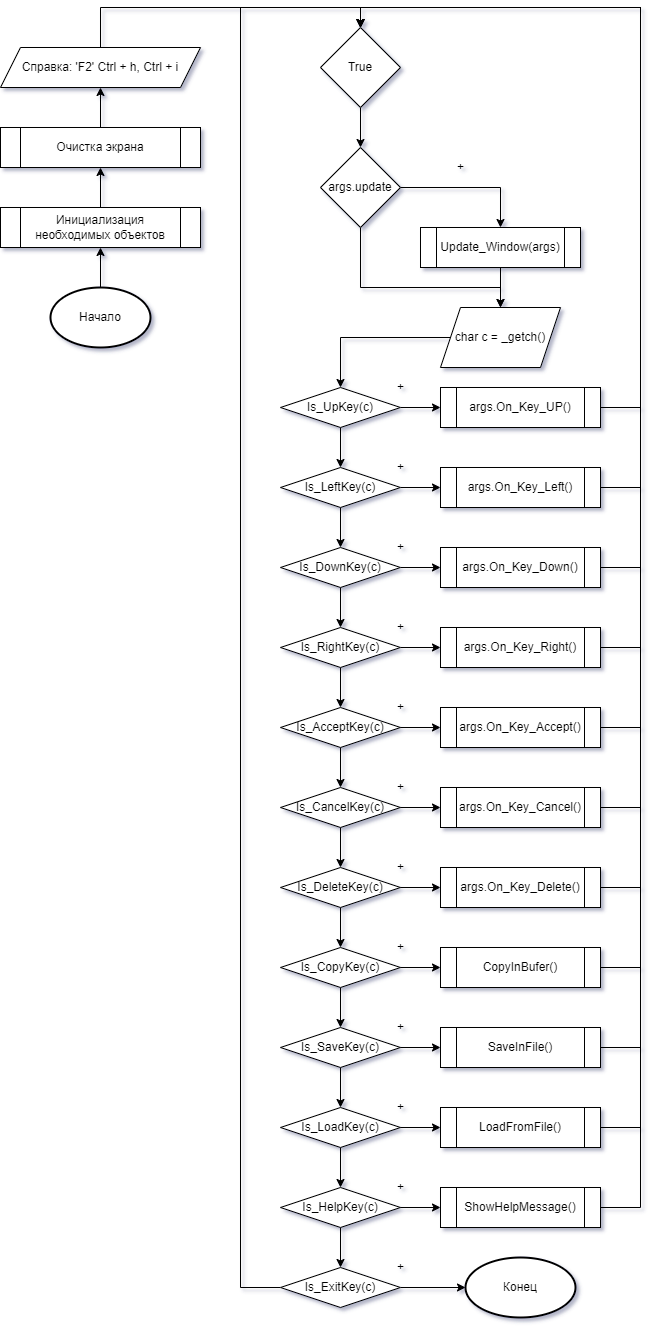 Справка: 'F2' Ctrl + h, Ctrl + i
Очистка экрана
Инициализация
необходимых объектов
Начало
True
args.update
+
Update_Window(args)
char c = _getch()
Is_UpKey(c)
+
args.On_Key_UP()
Is_LeftKey(c)
+
args.On_Key_Left()
Is_DownKey(c)
+
args.On_Key_Down()
Is_RightKey(c)
+
args.On_Key_Right()
Is_AcceptKey(c)
+
args.On_Key_Accept()
Is_CancelKey(c)
+
args.On_Key_Cancel()
Is_DeleteKey(c)
+
args.On_Key_Delete()
Is_CopyKey(c)
+
CopyInBufer()
Is_SaveKey(c)
+
SaveInFile()
Is_LoadKey(c)
+
LoadFromFile()
Is_HelpKey(c)
+
ShowHelpMessage()
Is_ExitKey(c)
+
Конец